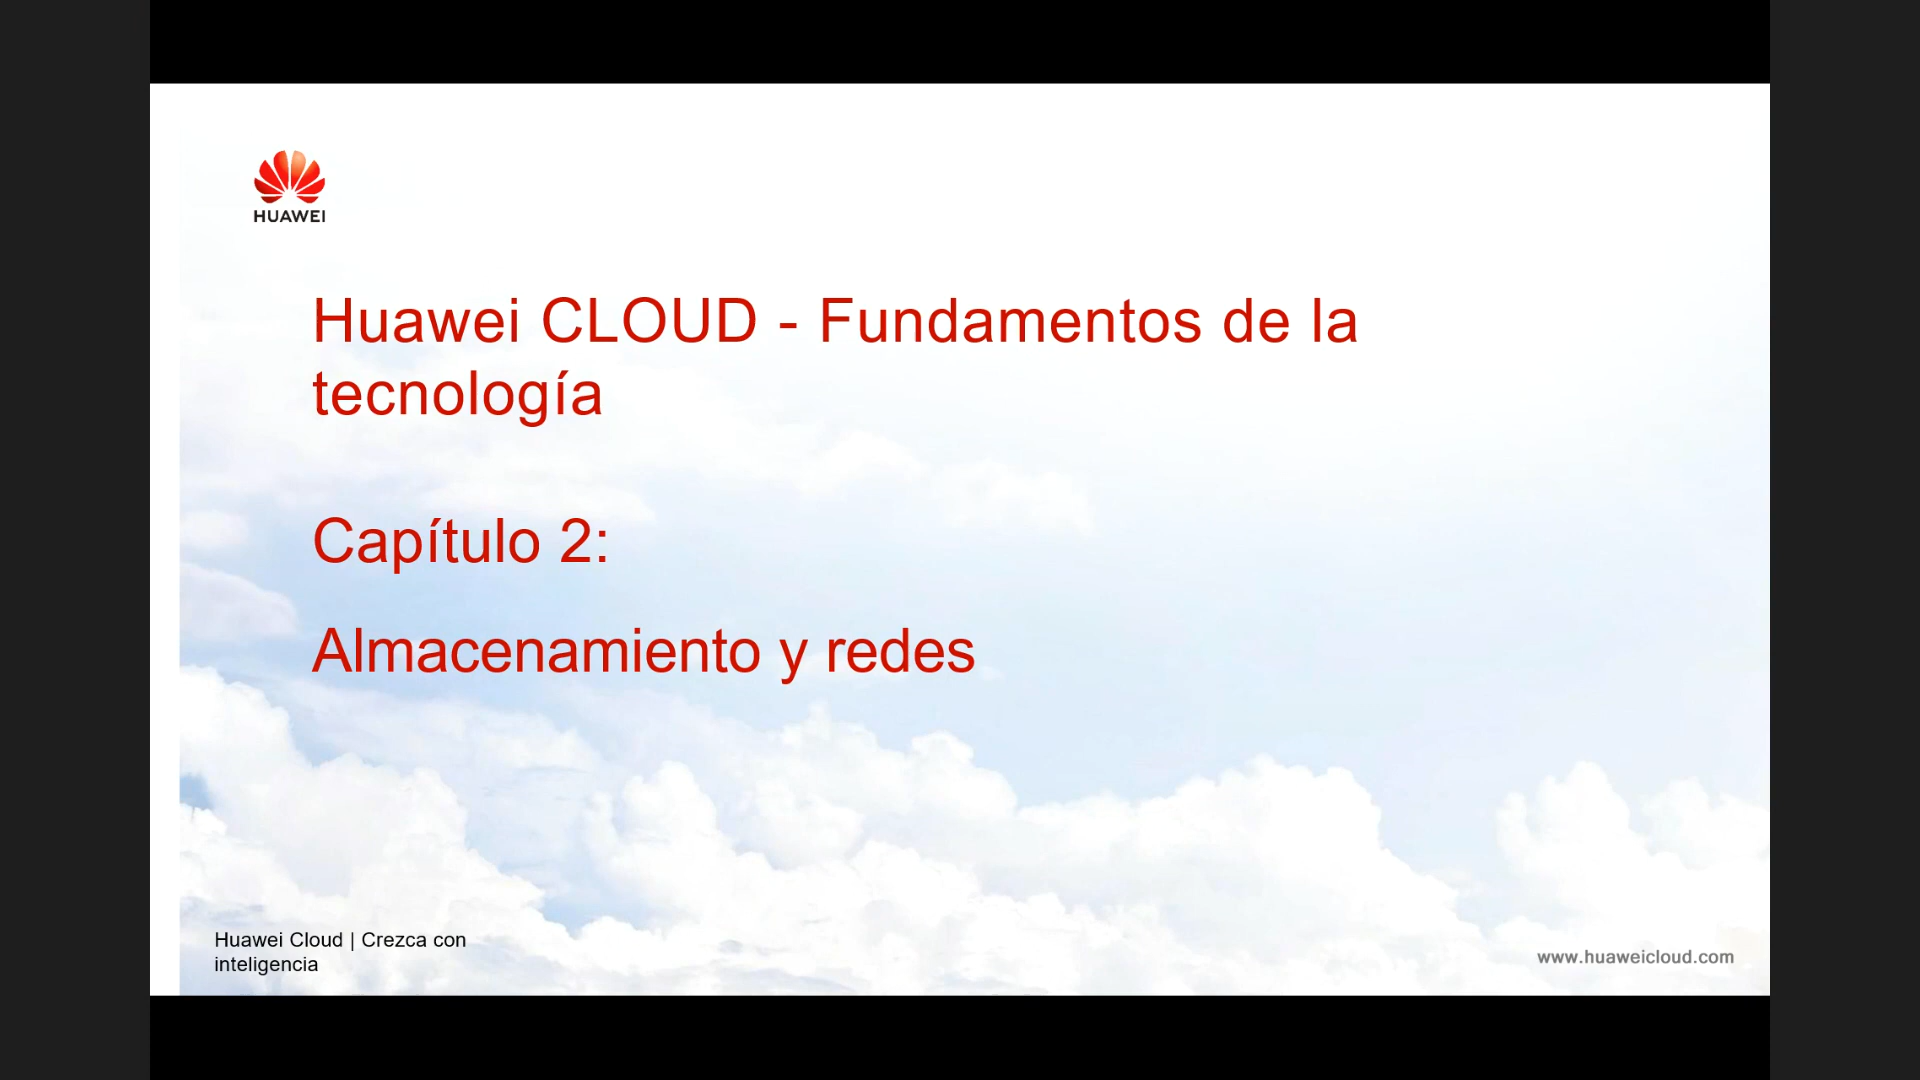 HUAWEI
Huawei CLOUD - Fundamentos de la
tecnología
Capítulo 2:
Almacenamiento y redes
Huawei Cloud | Crezca con
inteligencia
www.huaweicloud.com